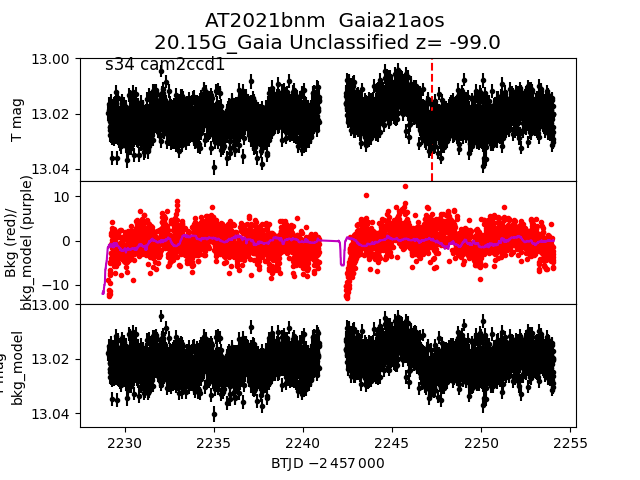 AT2021bnm  Gaia21aos
20.15G_Gaia Unclassified z= -99.0
s34 cam2ccd1
13.00
13.02
13.04
T mag
10
0
−10
Bkg (red)/
bkg_model (purple)
13.00
13.02
13.04
mag
bkg_model
2230
2235
2240
2245
2250
2255
BTJD −2 457 000